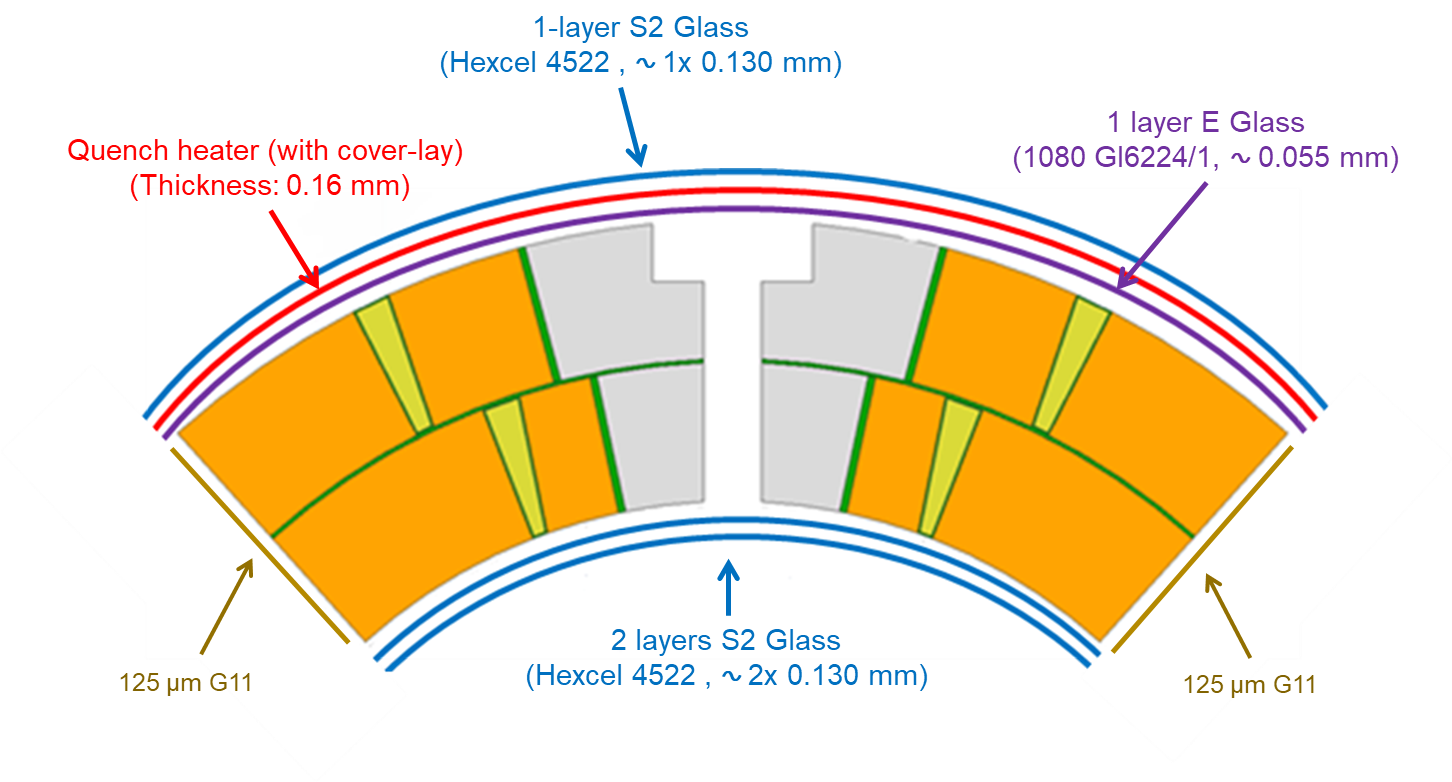 1-layer S2 Glass
(Hexcel 4522 , ~ 1x 0.130 mm)
1 layer E Glass
(1080 Gl6224/1, ~ 0.055 mm)
Quench heater (with cover-lay)
(Thickness: 0.16 mm)
2 layers S2 Glass
(Hexcel 4522 , ~ 2x 0.130 mm)
125 µm G11
125 µm G11